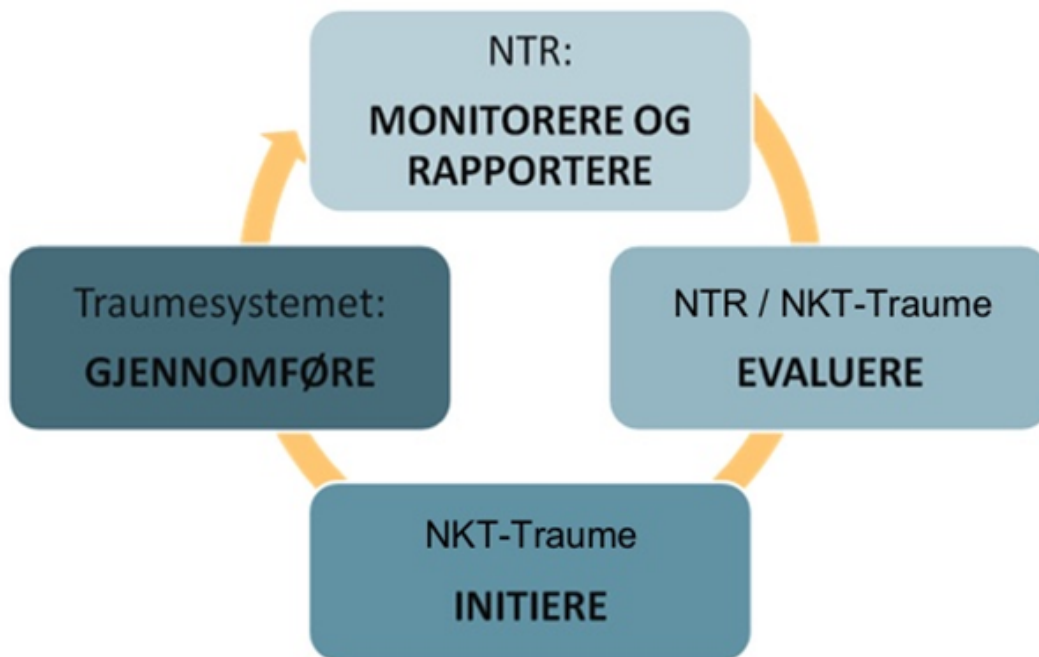 NTR:
MONITORERE OG
RAPPORTERE
NTR / NKT-Traume
EVALUERE
NKT-Traume
INITIERE
Traumesystemet:
GJENNOMFØRE